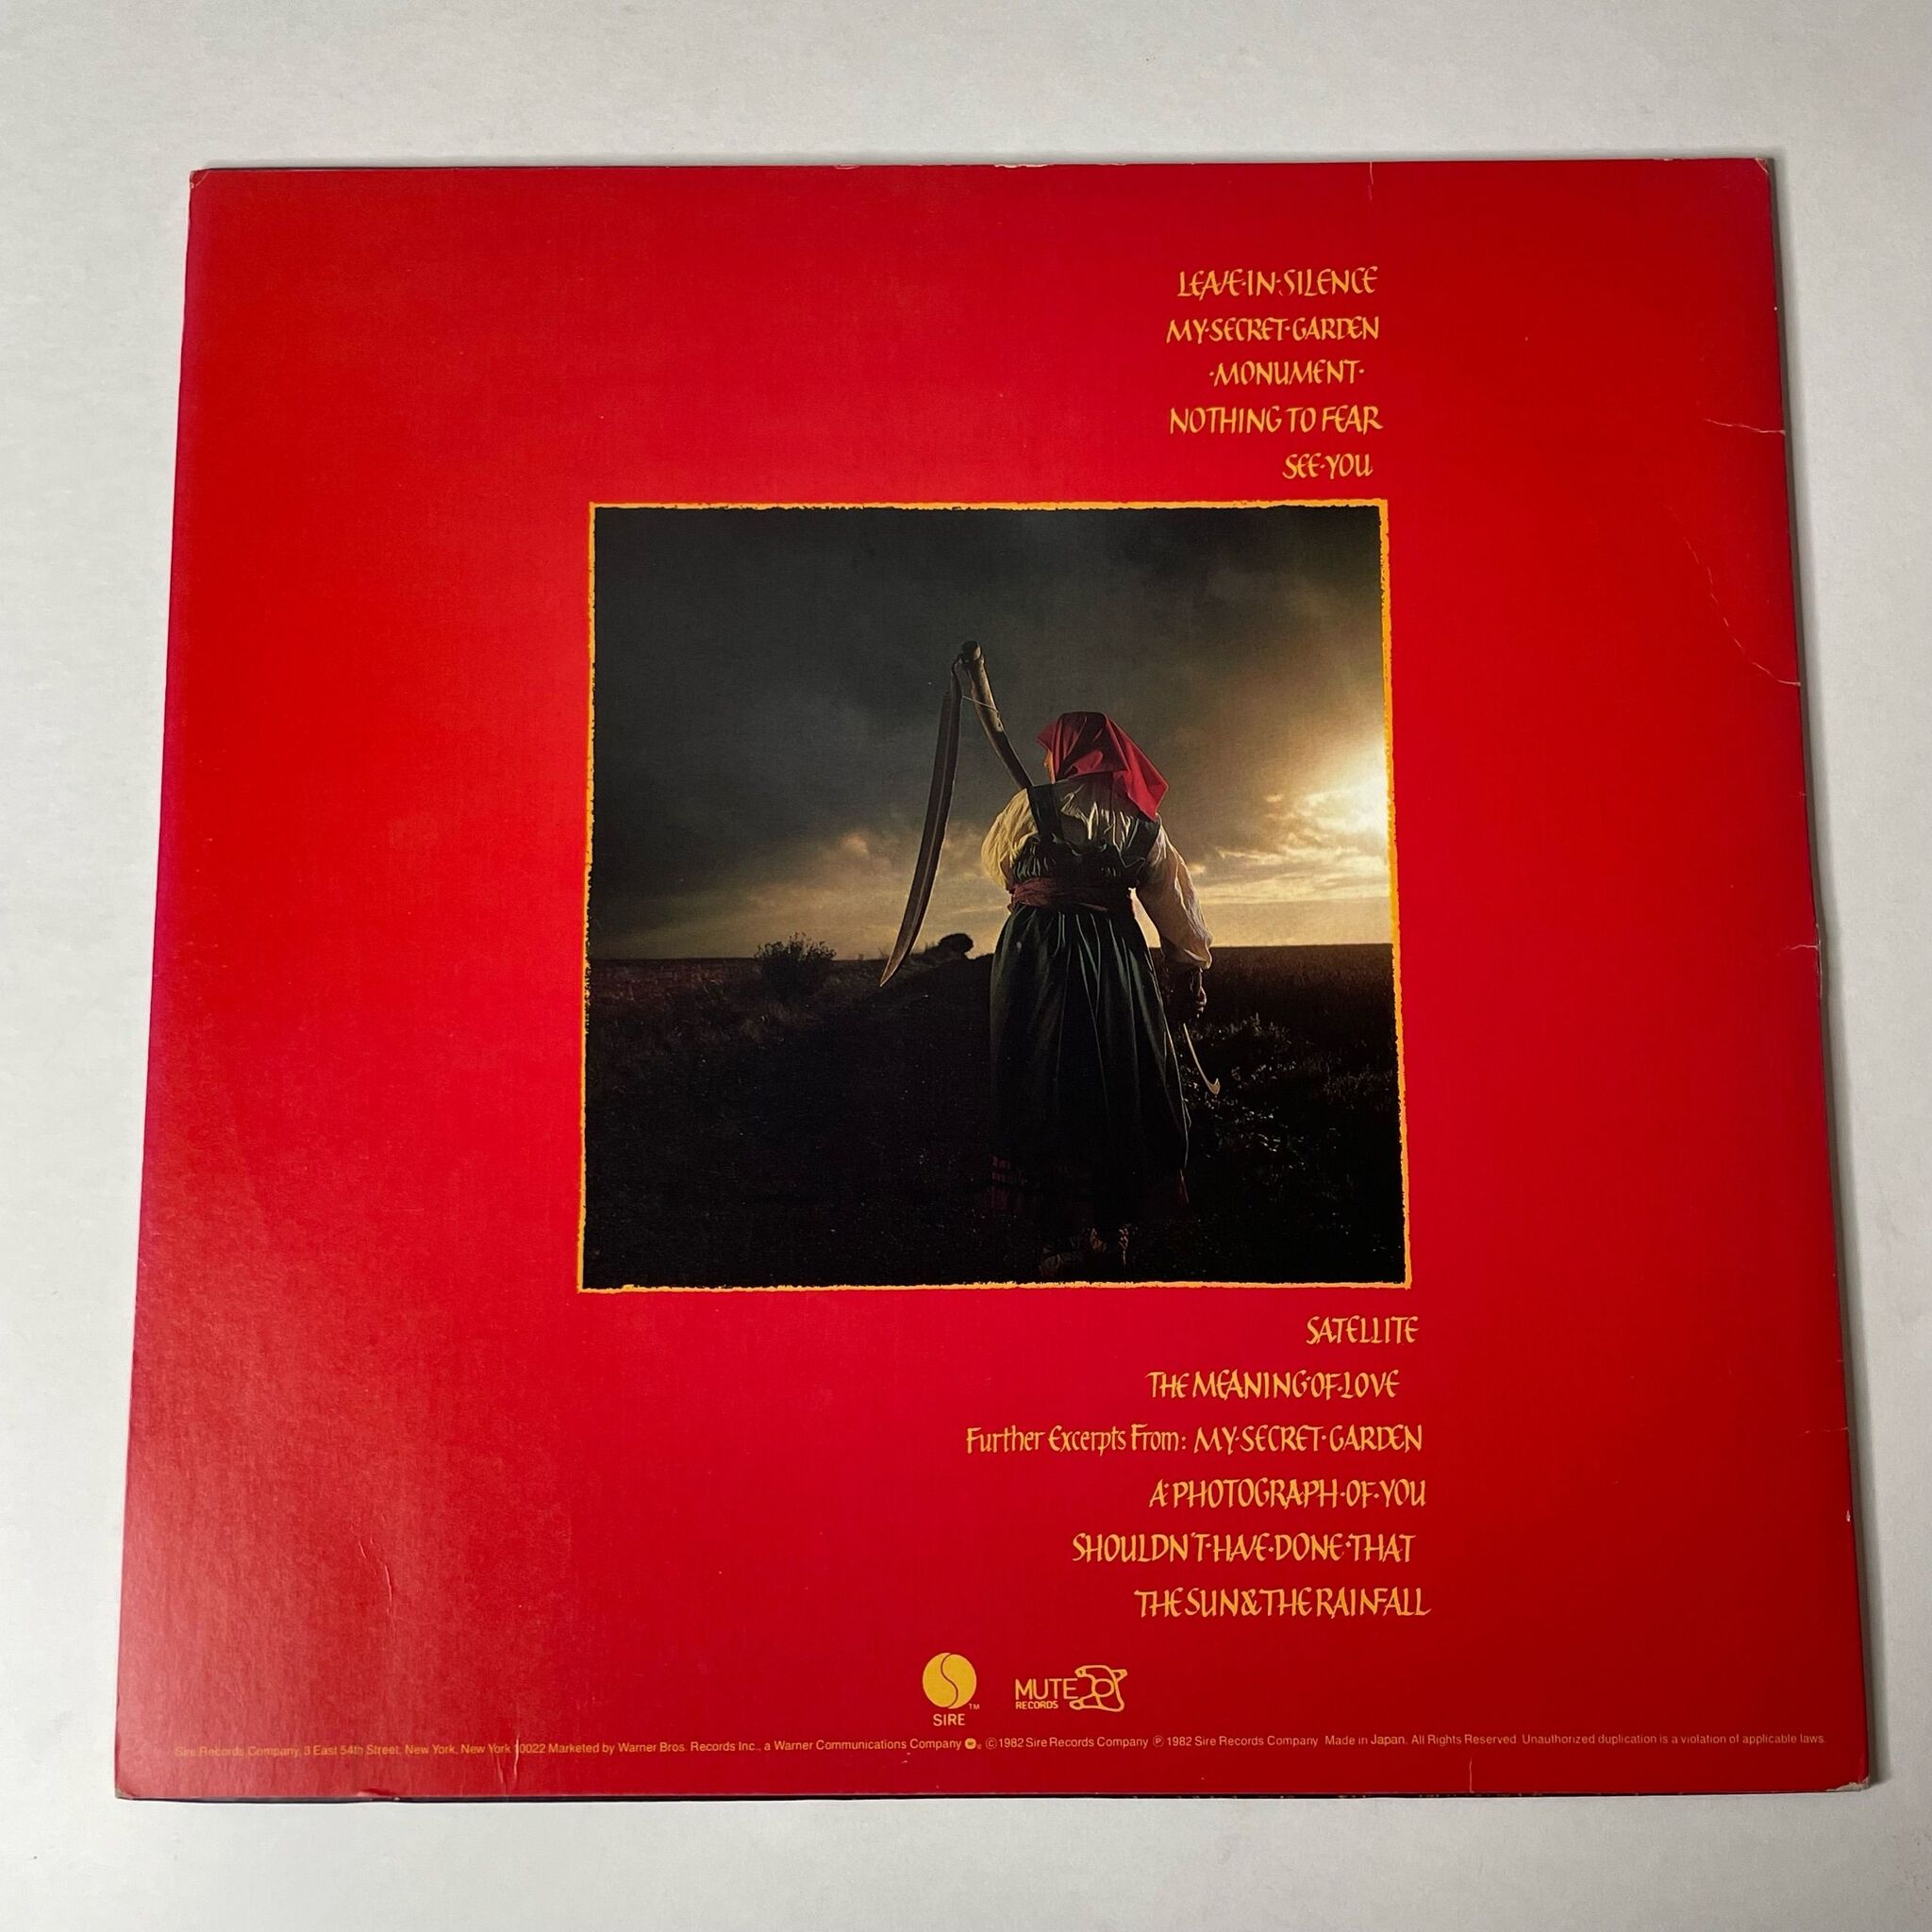 LEAVE·IN·SILENCE
MY·SECRET·GARDEN
·MONUMENT·
NOTHING TO FEAR
SEE·YOU
SATELLITE
THE MEANING·OF·LOVE
Further Excerpts From: MY·SECRET·GARDEN
A·PHOTOGRAPH·OF·YOU
SHOULDN'T·HAVE·DONE·THAT
THE SUN & THE RAINFALL
SIRE™
MUTE
RECORDS
Sire Records Company, 3 East 54th Street, New York, New York 10022 Marketed by Warner Bros. Records Inc., a Warner Communications Company ©1982 Sire Records Company ℗ 1982 Sire Records Company Made in Japan. All Rights Reserved. Unauthorized duplication is a violation of applicable laws.